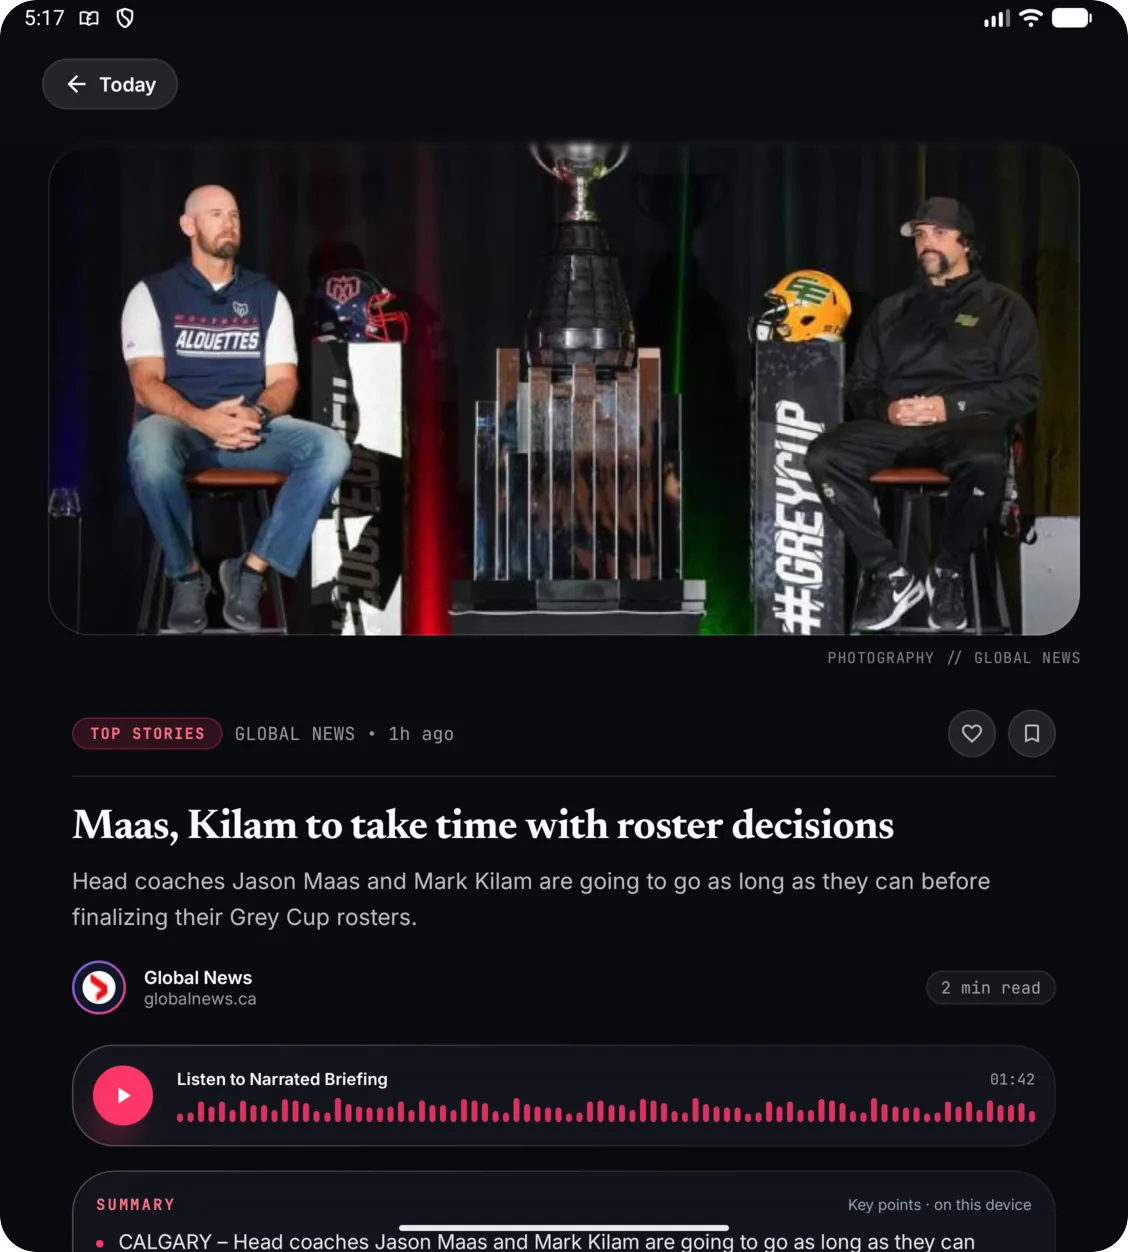 5:17
Today
MONTREAL
ALOUETTES
#GREYCUP
PHOTOGRAPHY // GLOBAL NEWS
TOP STORIES
GLOBAL NEWS • 1h ago
Maas, Kilam to take time with roster decisions
Head coaches Jason Maas and Mark Kilam are going to go as long as they can before
finalizing their Grey Cup rosters.
Global News
globalnews.ca
2 min read
Listen to Narrated Briefing
01:42
SUMMARY
Key points · on this device
• CALGARY – Head coaches Jason Maas and Mark Kilam are going to go as long as they can